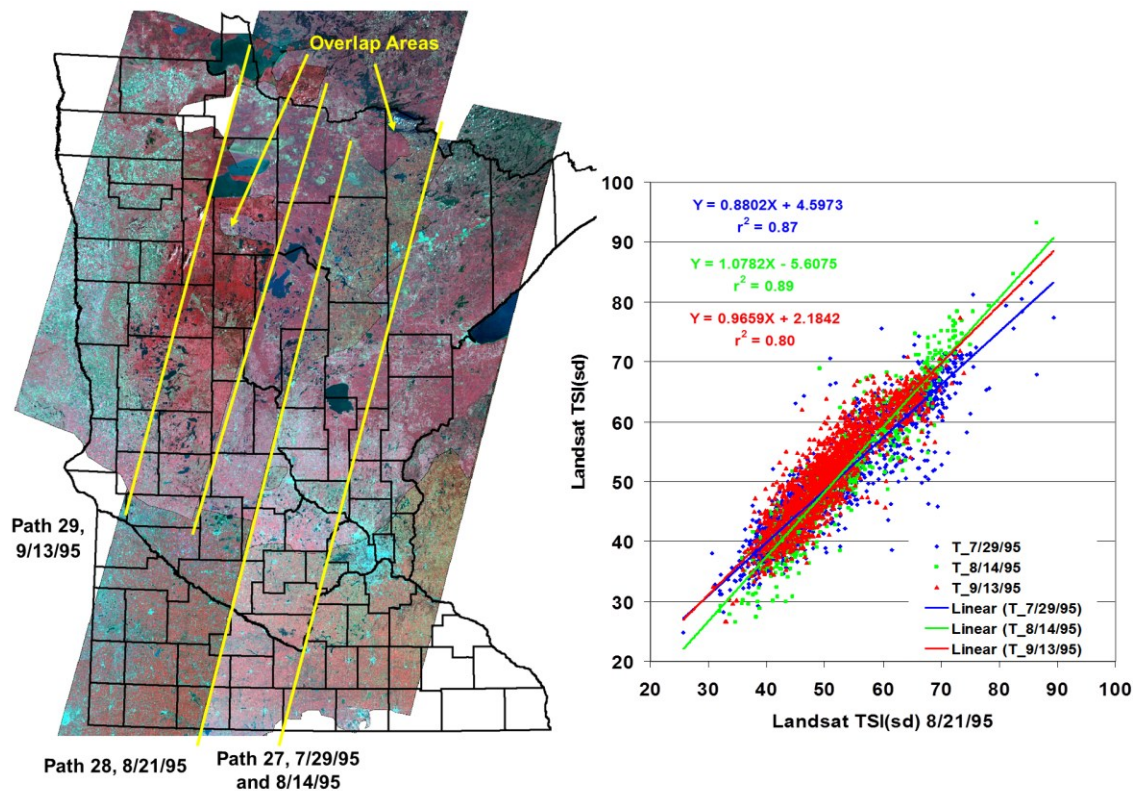 Overlap Areas
Path 29,
9/13/95
Path 28, 8/21/95
Path 27, 7/29/95
and 8/14/95
100
90
80
70
60
50
40
30
20
Landsat TSI(sd)
Y = 0.8802X + 4.5973
r² = 0.87
Y = 1.0782X - 5.6075
r² = 0.89
Y = 0.9659X + 2.1842
r² = 0.80
T_7/29/95
T_8/14/95
T_9/13/95
Linear (T_7/29/95)
Linear (T_8/14/95)
Linear (T_9/13/95)
20 30 40 50 60 70 80 90 100
Landsat TSI(sd) 8/21/95